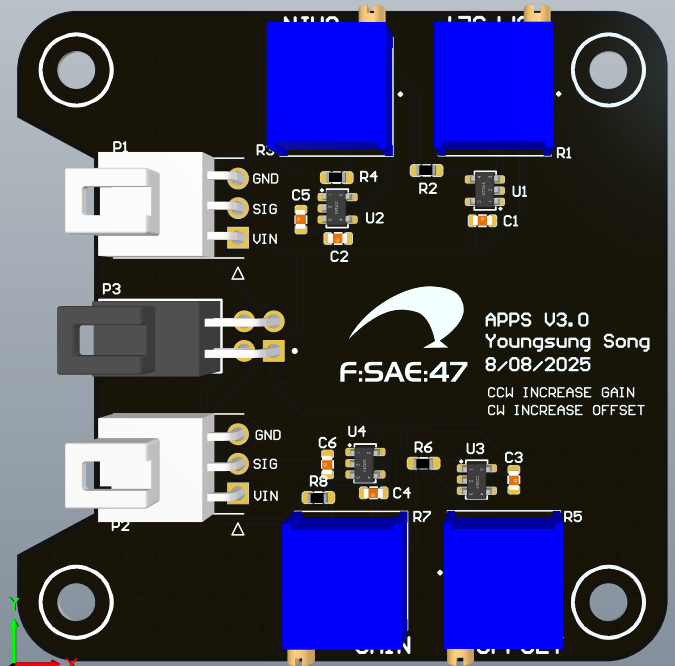 P1
R3
R1
GND
R4
R2
C5
U1
SIG
U2
C1
VIN
C2
P3
APPS V3.0
Youngsung Song
8/08/2025
F:SAE:47
CCW INCREASE GAIN
CW INCREASE OFFSET
GND
U4
C6
R6
U3
C3
SIG
R8
C4
VIN
P2
R7
R5
Y
X